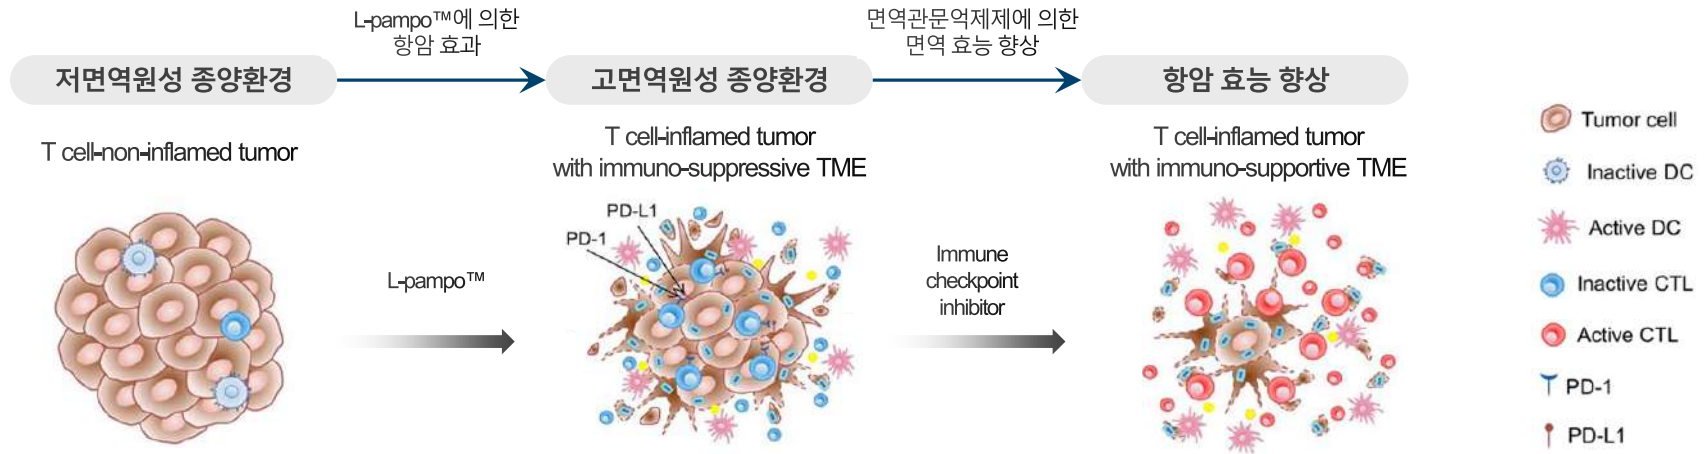 L-pampo™에 의한
항암 효과
면역관문억제제에 의한
면역 효능 향상
저면역원성 종양환경
고면역원성 종양환경
항암 효능 향상
T cell-non-inflamed tumor
T cell-inflamed tumor
with immuno-suppressive TME
T cell-inflamed tumor
with immuno-supportive TME
PD-L1
PD-1
L-pampo™
Immune
checkpoint
inhibitor
Tumor cell
Inactive DC
Active DC
Inactive CTL
Active CTL
PD-1
PD-L1